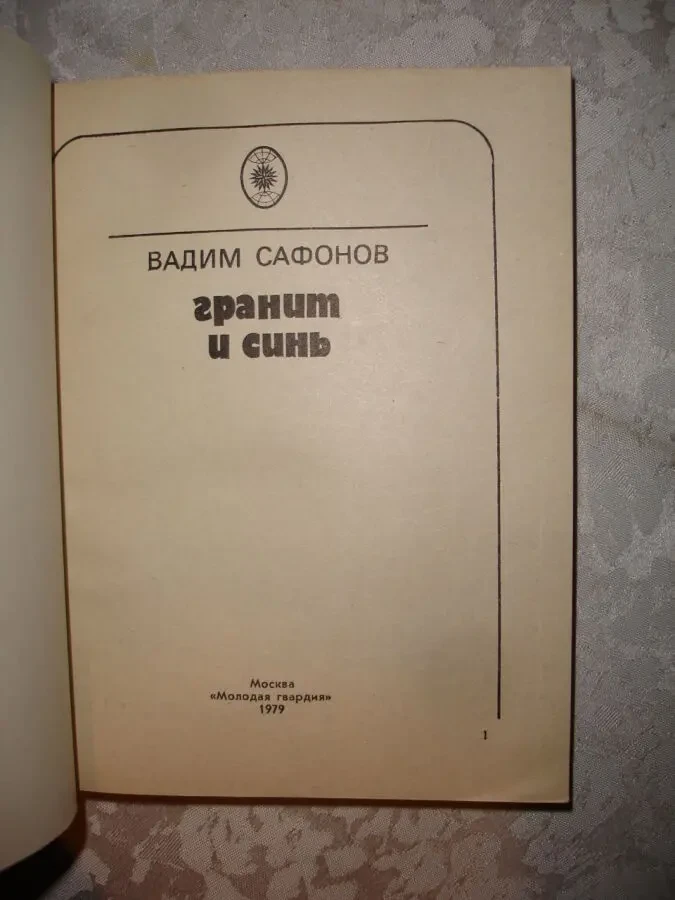 ВАДИМ САФОНОВ
гранит
и синь
Москва
«Молодая гвардия»
1979
1